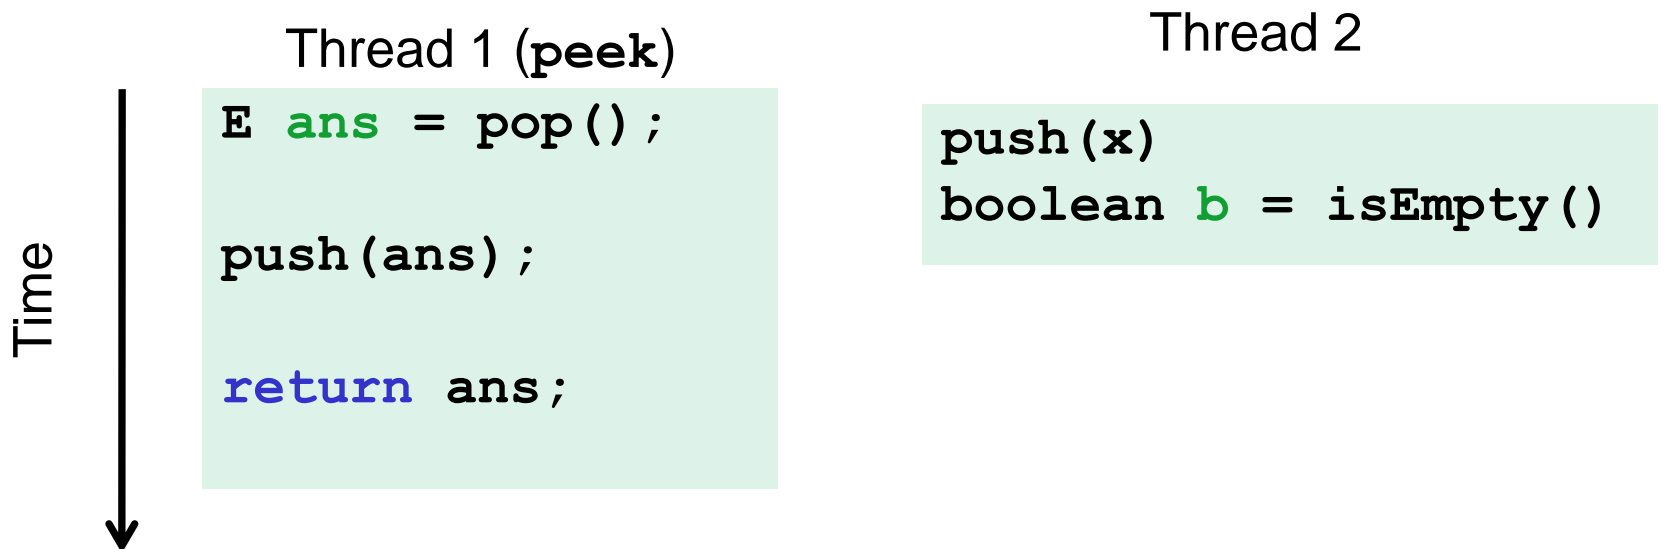 Thread 1 (peek)
Thread 2
Time
E ans = pop();
push(ans);
return ans;
push(x)
boolean b = isEmpty()